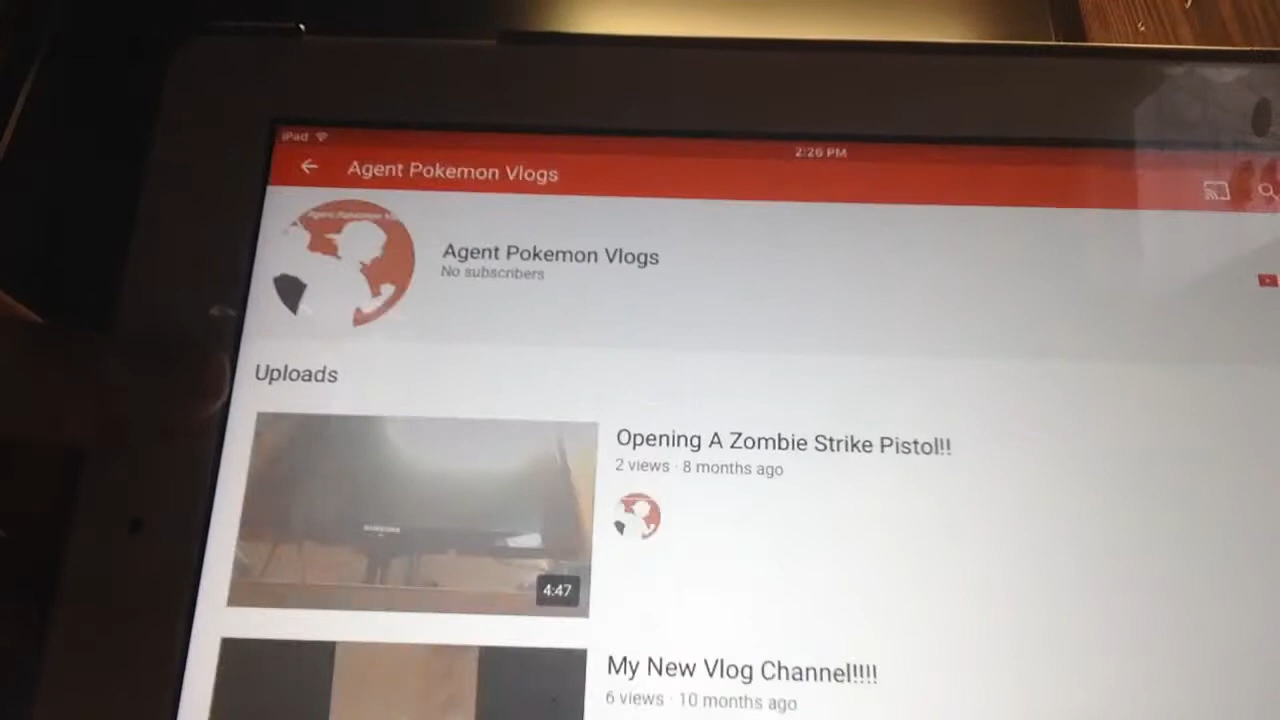 iPad
2:26 PM
Agent Pokemon Vlogs
Agent Pokemon Vlogs
No subscribers
Uploads
Opening A Zombie Strike Pistol!!
2 views · 8 months ago
SAMSUNG
4:47
My New Vlog Channel!!!!
6 views · 10 months ago